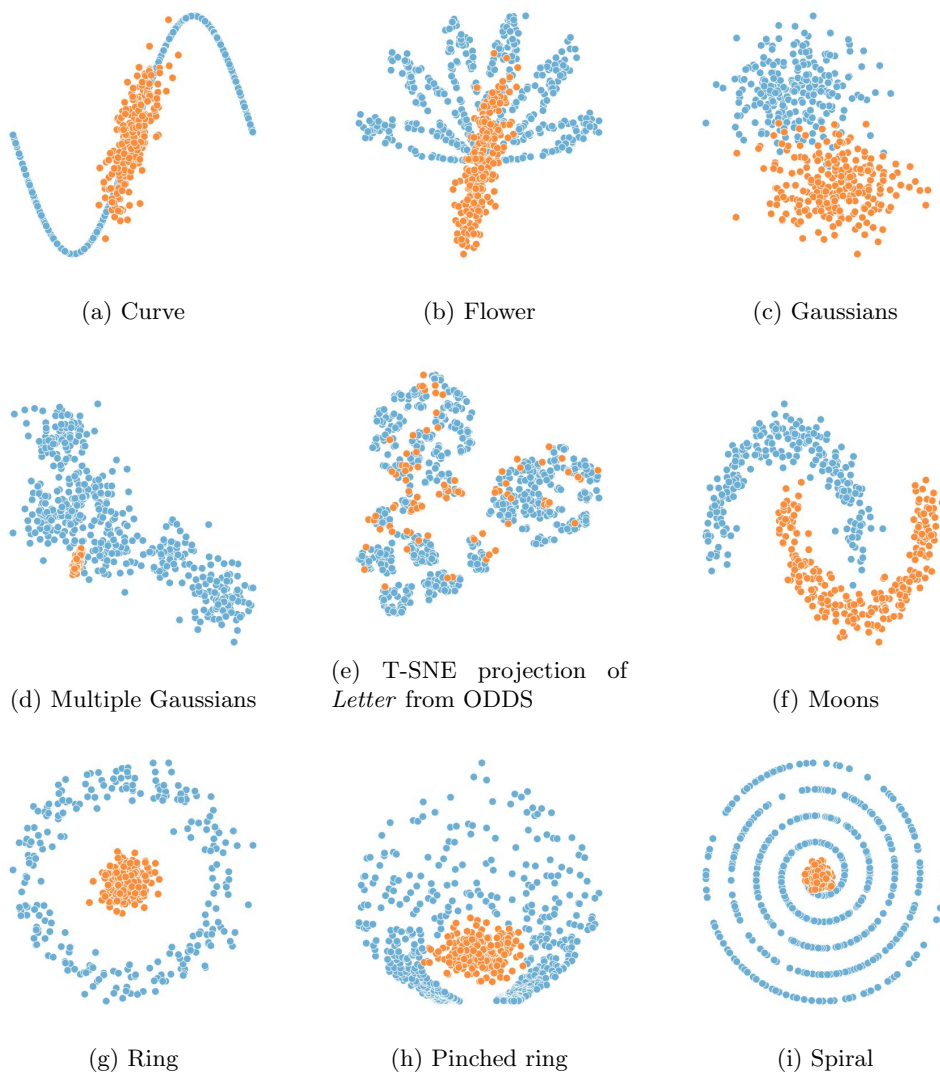 (a) Curve
(b) Flower
(c) Gaussians
(d) Multiple Gaussians
(e) T-SNE projection of
Letter from ODDS
(f) Moons
(g) Ring
(h) Pinched ring
(i) Spiral